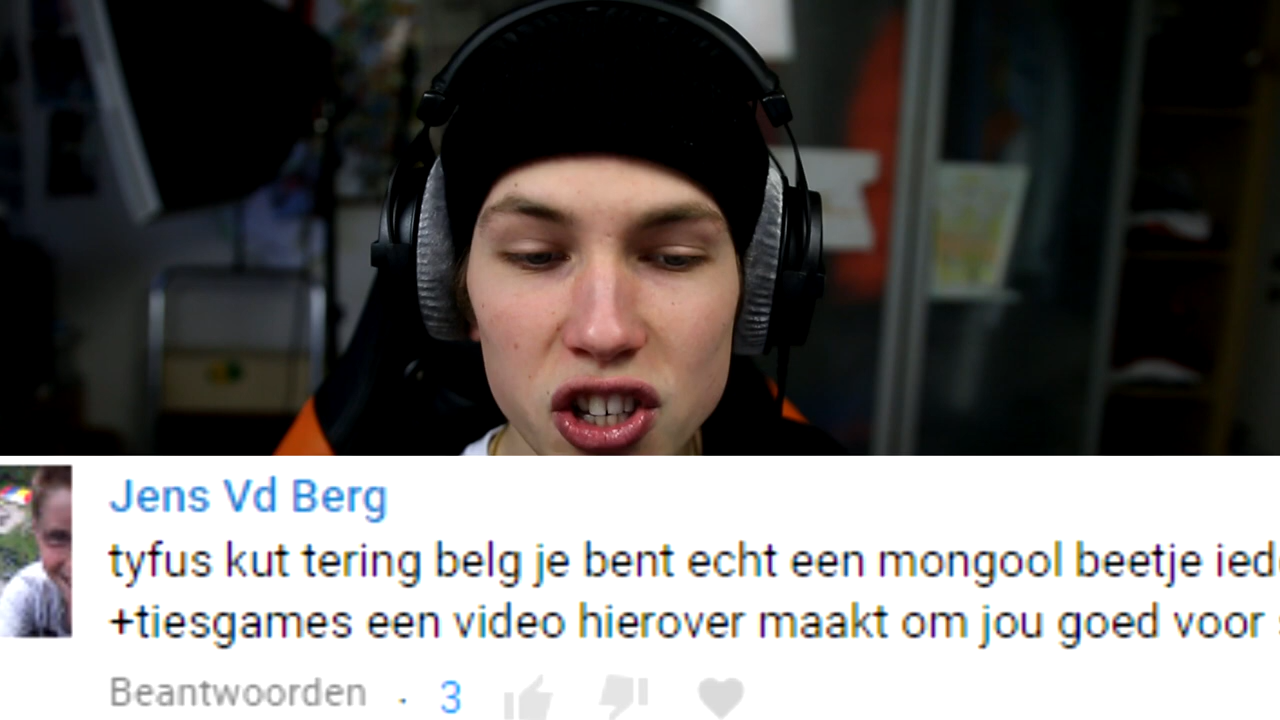 Jens Vd Berg
tyfus kut tering belg je bent echt een mongool beetje
+tiesgames een video hierover maakt om jou goed voor
Beantwoorden · 3